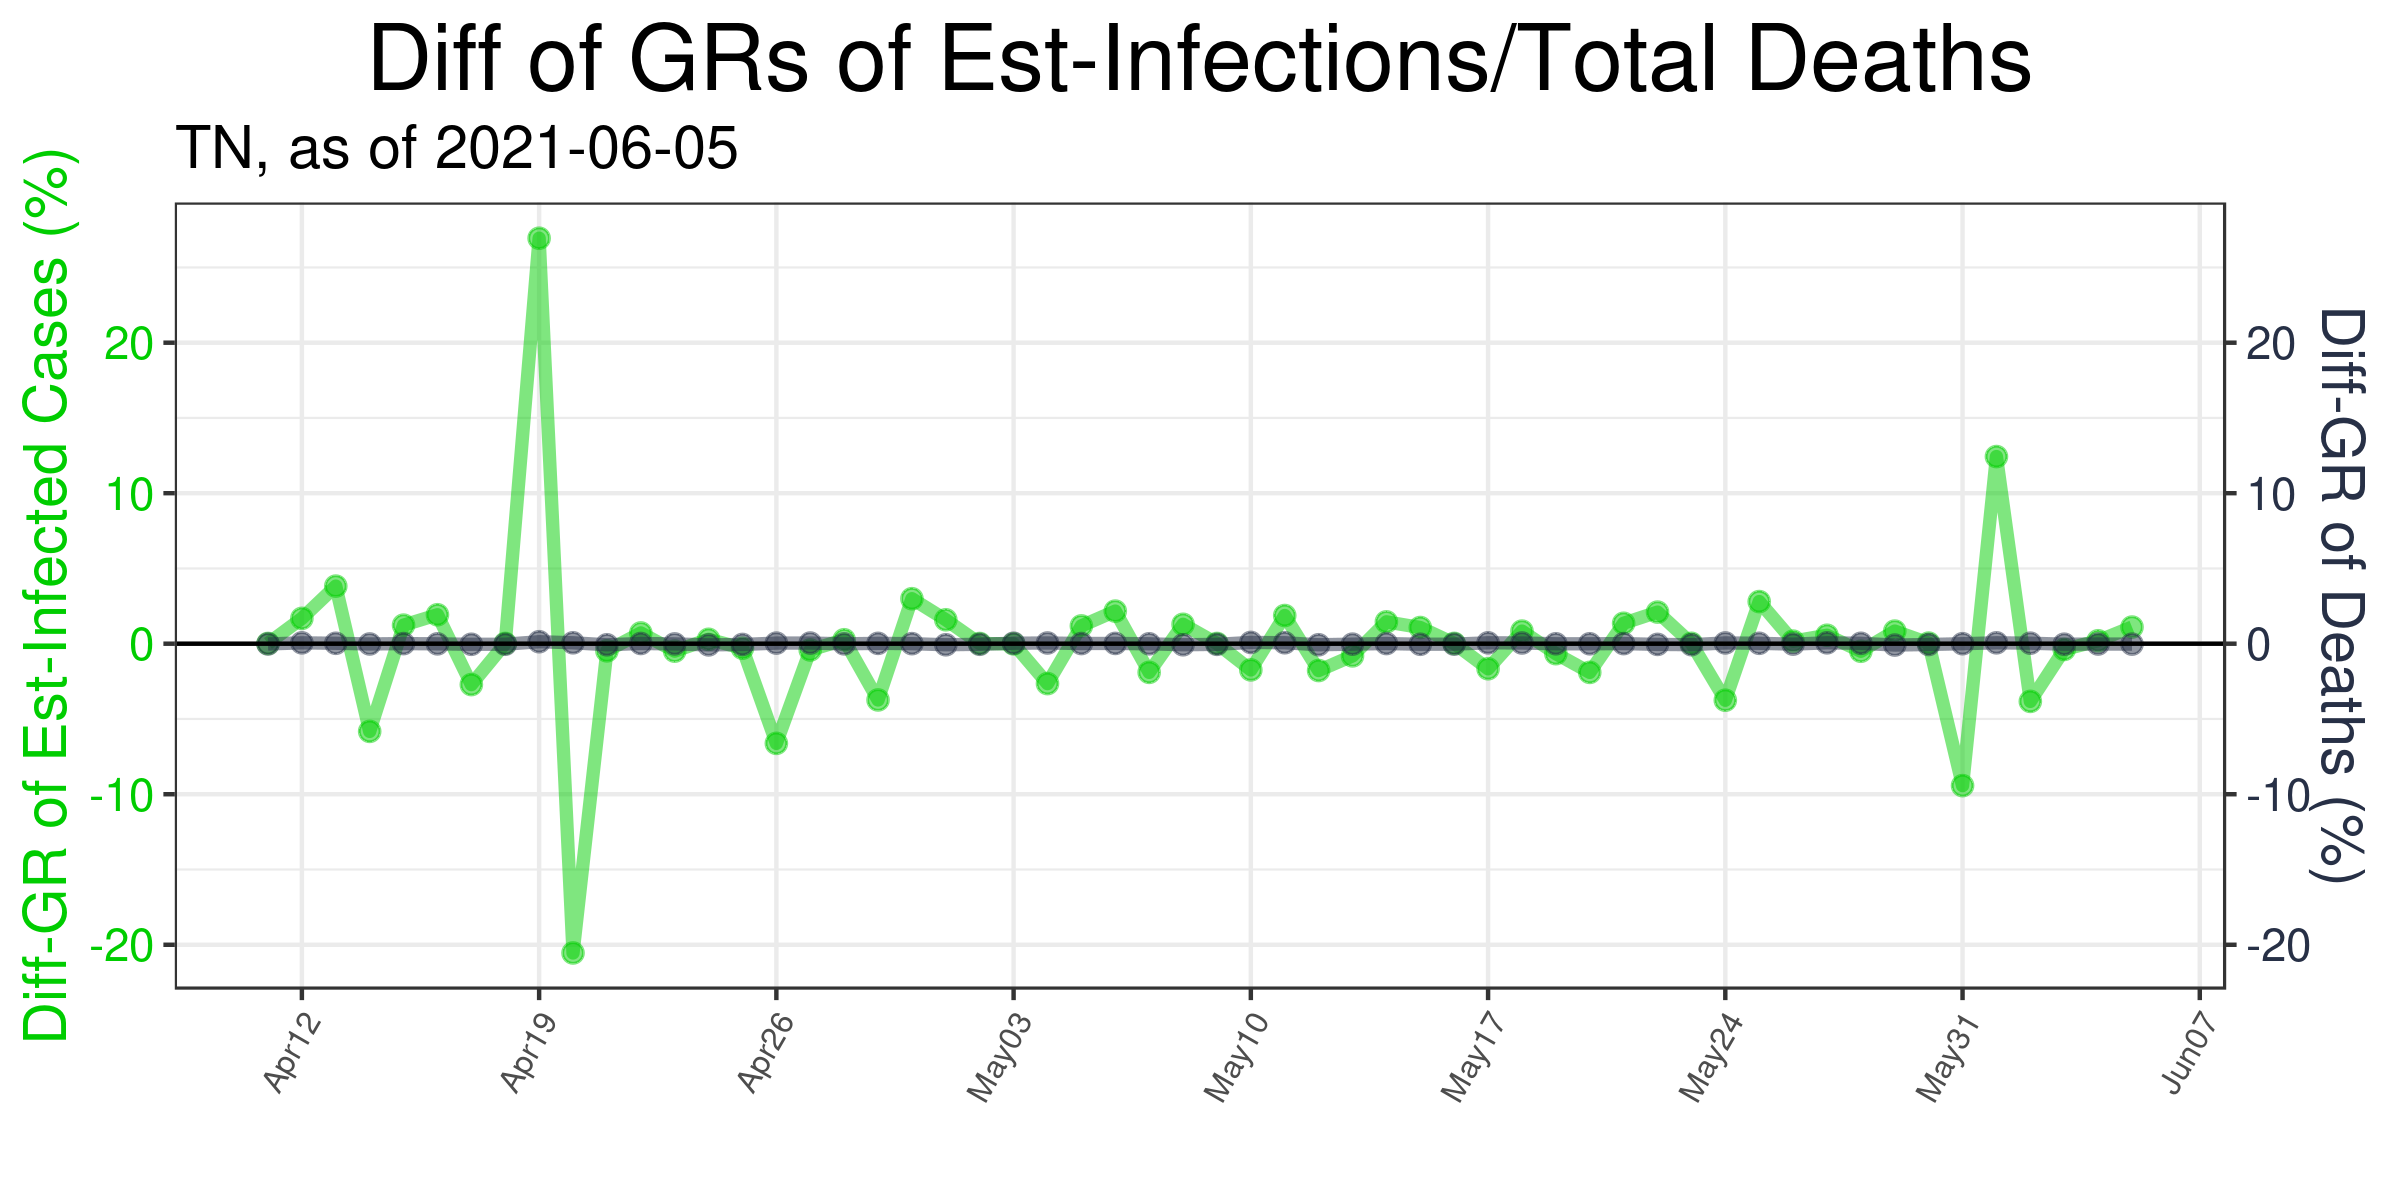 Diff of GRs of Est-Infections/Total Deaths
TN, as of 2021-06-05
Diff-GR of Est-Infected Cases (%)
20
10
0
-10
-20
20
10
0
-10
-20
Diff-GR of Deaths (%)
Apr12
Apr19
Apr26
May03
May10
May17
May24
May31
Jun07